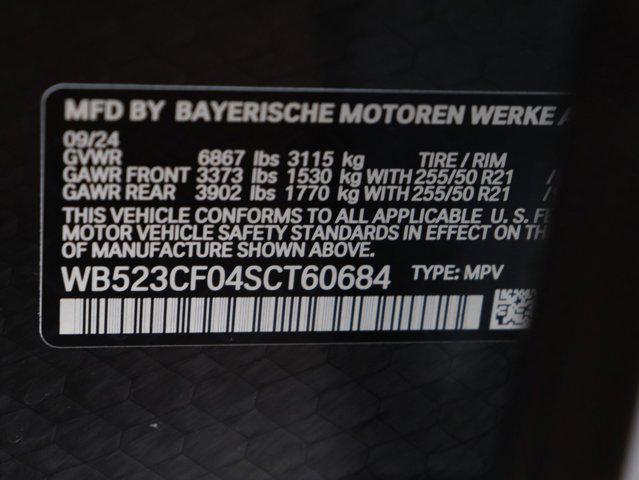 MFD BY BAYERISCHE MOTOREN WERKE A
09/24
GVWR 6867 lbs 3115 kg TIRE / RIM
GAWR FRONT 3373 lbs 1530 kg WITH 255/50 R21 /
GAWR REAR 3902 lbs 1770 kg WITH 255/50 R21 /
THIS VEHICLE CONFORMS TO ALL APPLICABLE U. S. FE
MOTOR VEHICLE SAFETY STANDARDS IN EFFECT ON TH
OF MANUFACTURE SHOWN ABOVE.
WB523CF04SCT60684 TYPE: MPV